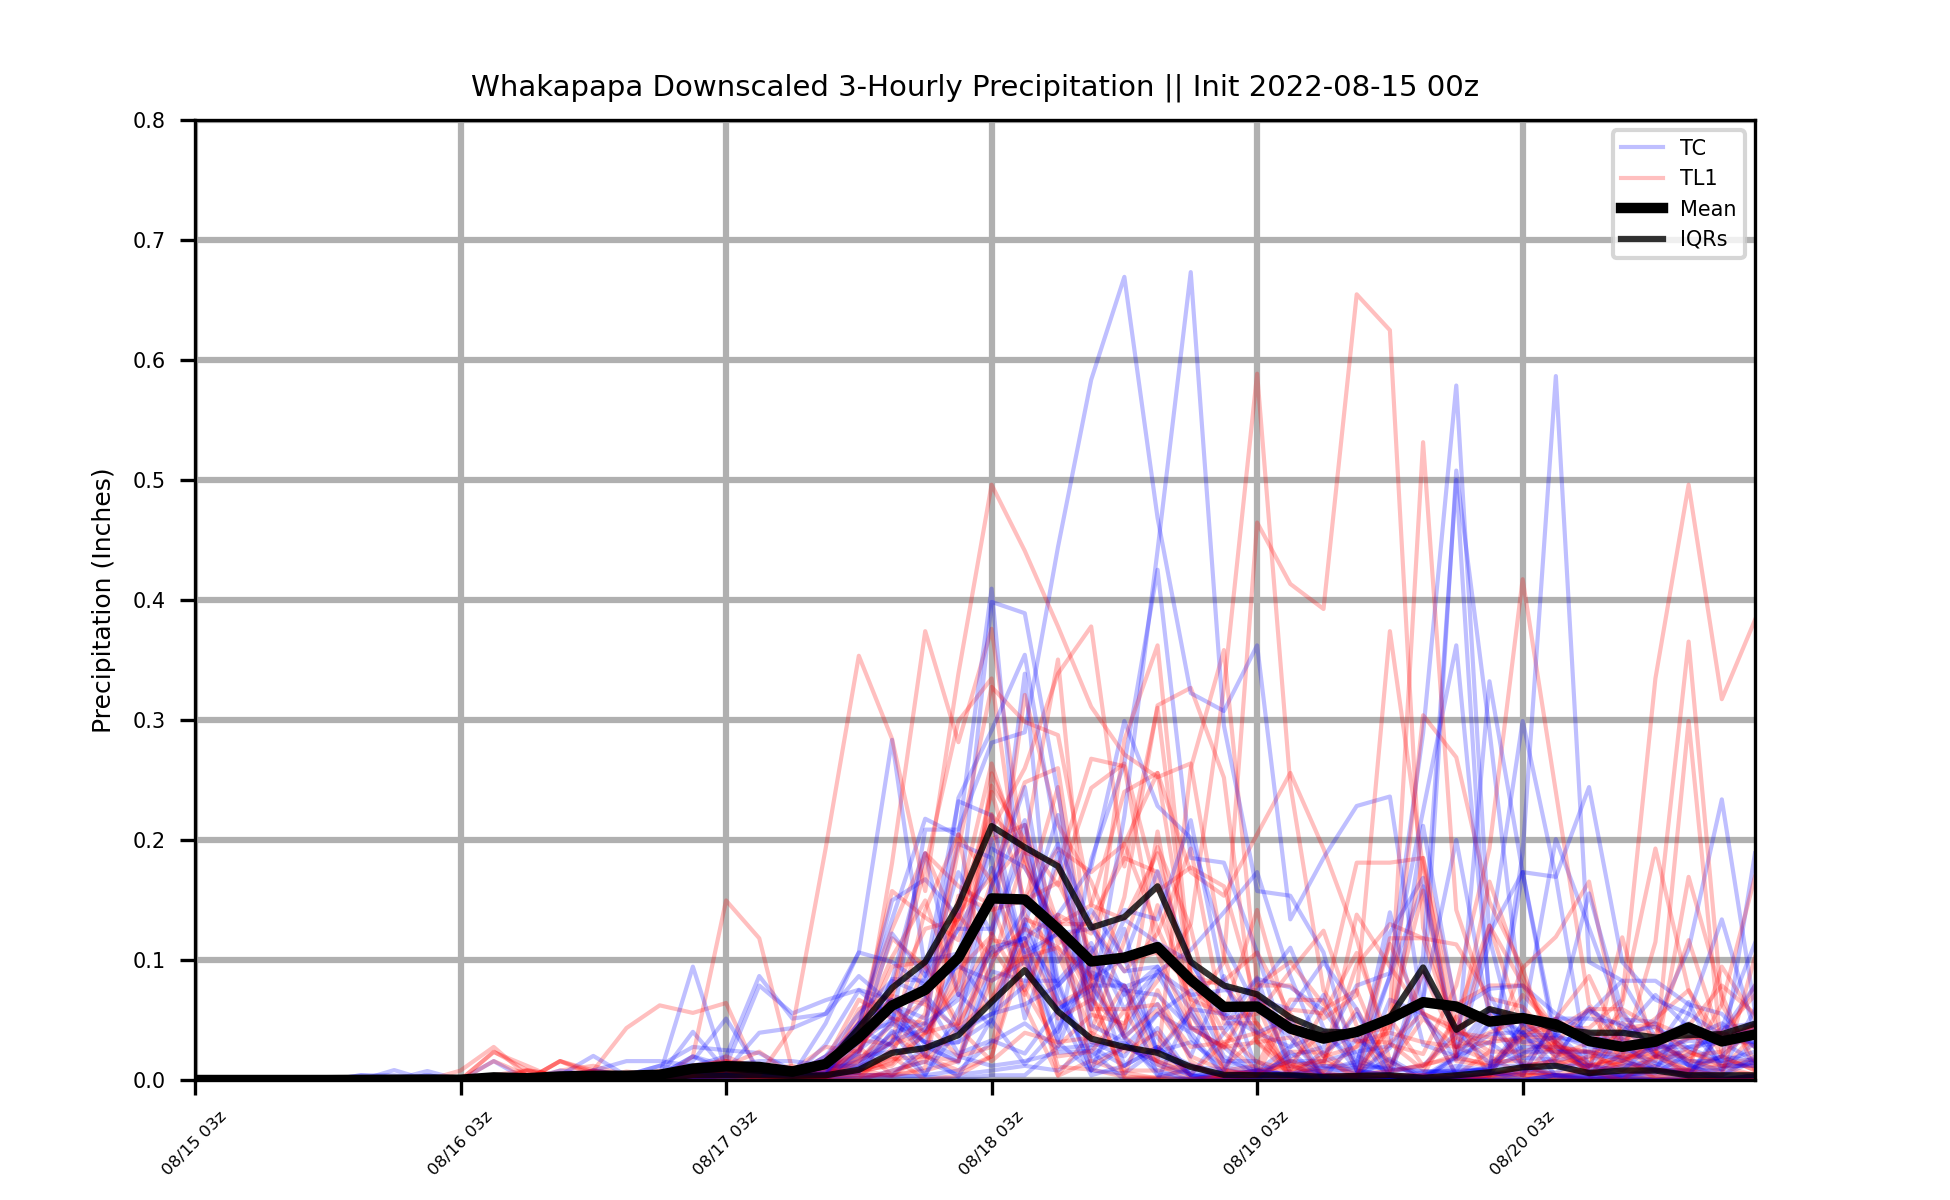 Whakapapa Downscaled 3-Hourly Precipitation || Init 2022-08-15 00z
Precipitation (Inches)
0.8
0.7
0.6
0.5
0.4
0.3
0.2
0.1
0.0
TC
TL1
Mean
IQRs
08/15 03z
08/16 03z
08/17 03z
08/18 03z
08/19 03z
08/20 03z